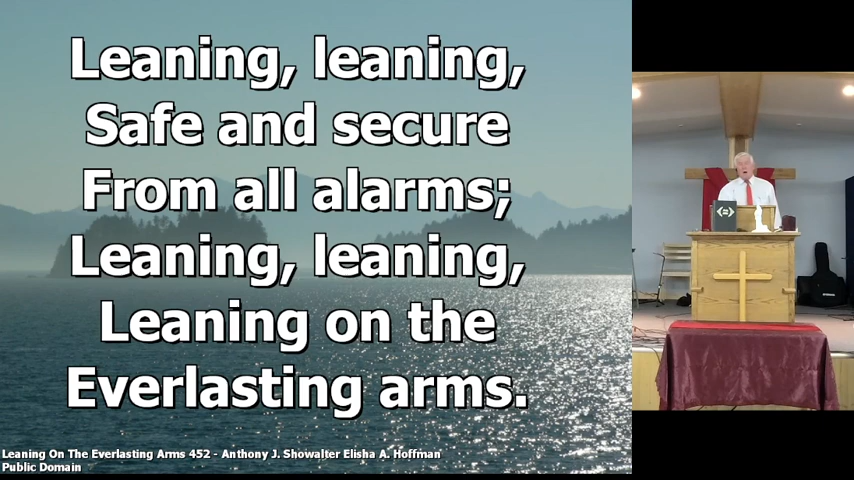 Leaning, leaning,
Safe and secure
From all alarms;
Leaning, leaning,
Leaning on the
Everlasting arms.
Leaning On The Everlasting Arms 452 - Anthony J. Showalter Elisha A. Hoffman
Public Domain